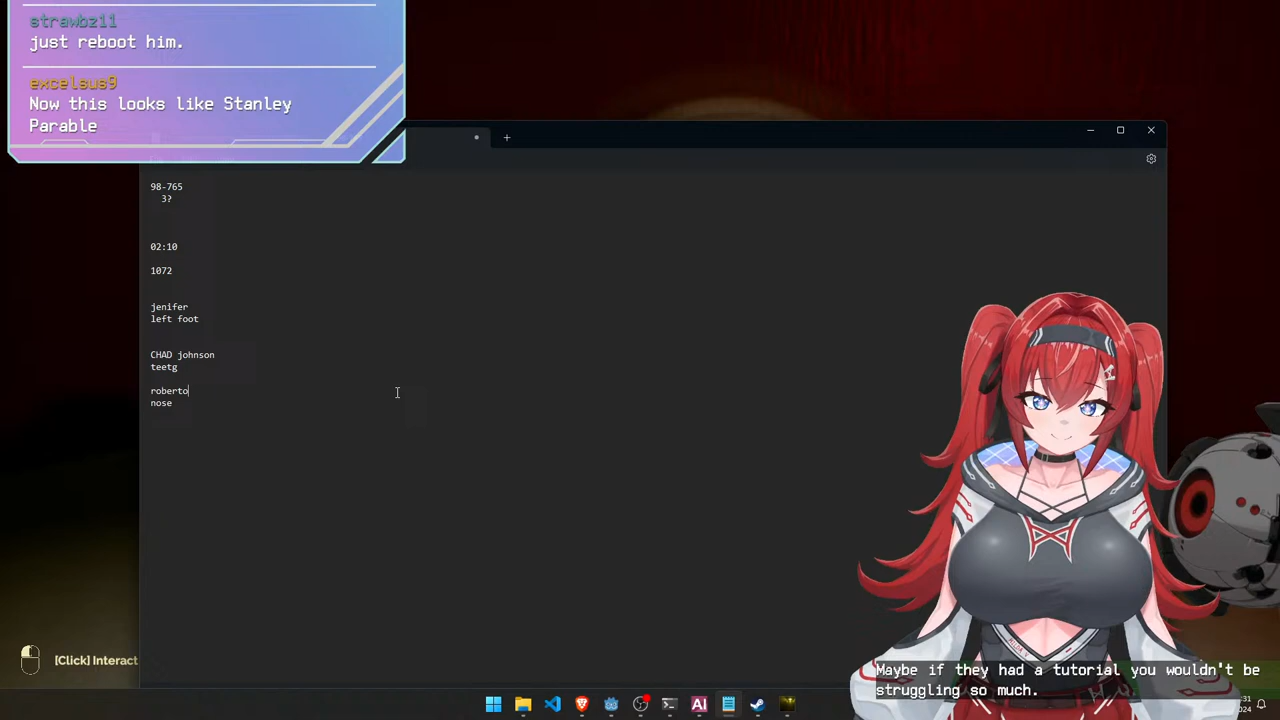 strawbz11
just reboot him.
excelsus9
Now this looks like Stanley
Parable
98-765
3?
02:10
1072
jenifer
left foot
CHAD johnson
teetg
roberto
nose
[Click] Interact
Maybe if they had a tutorial you wouldn't be
struggling so much.
AI